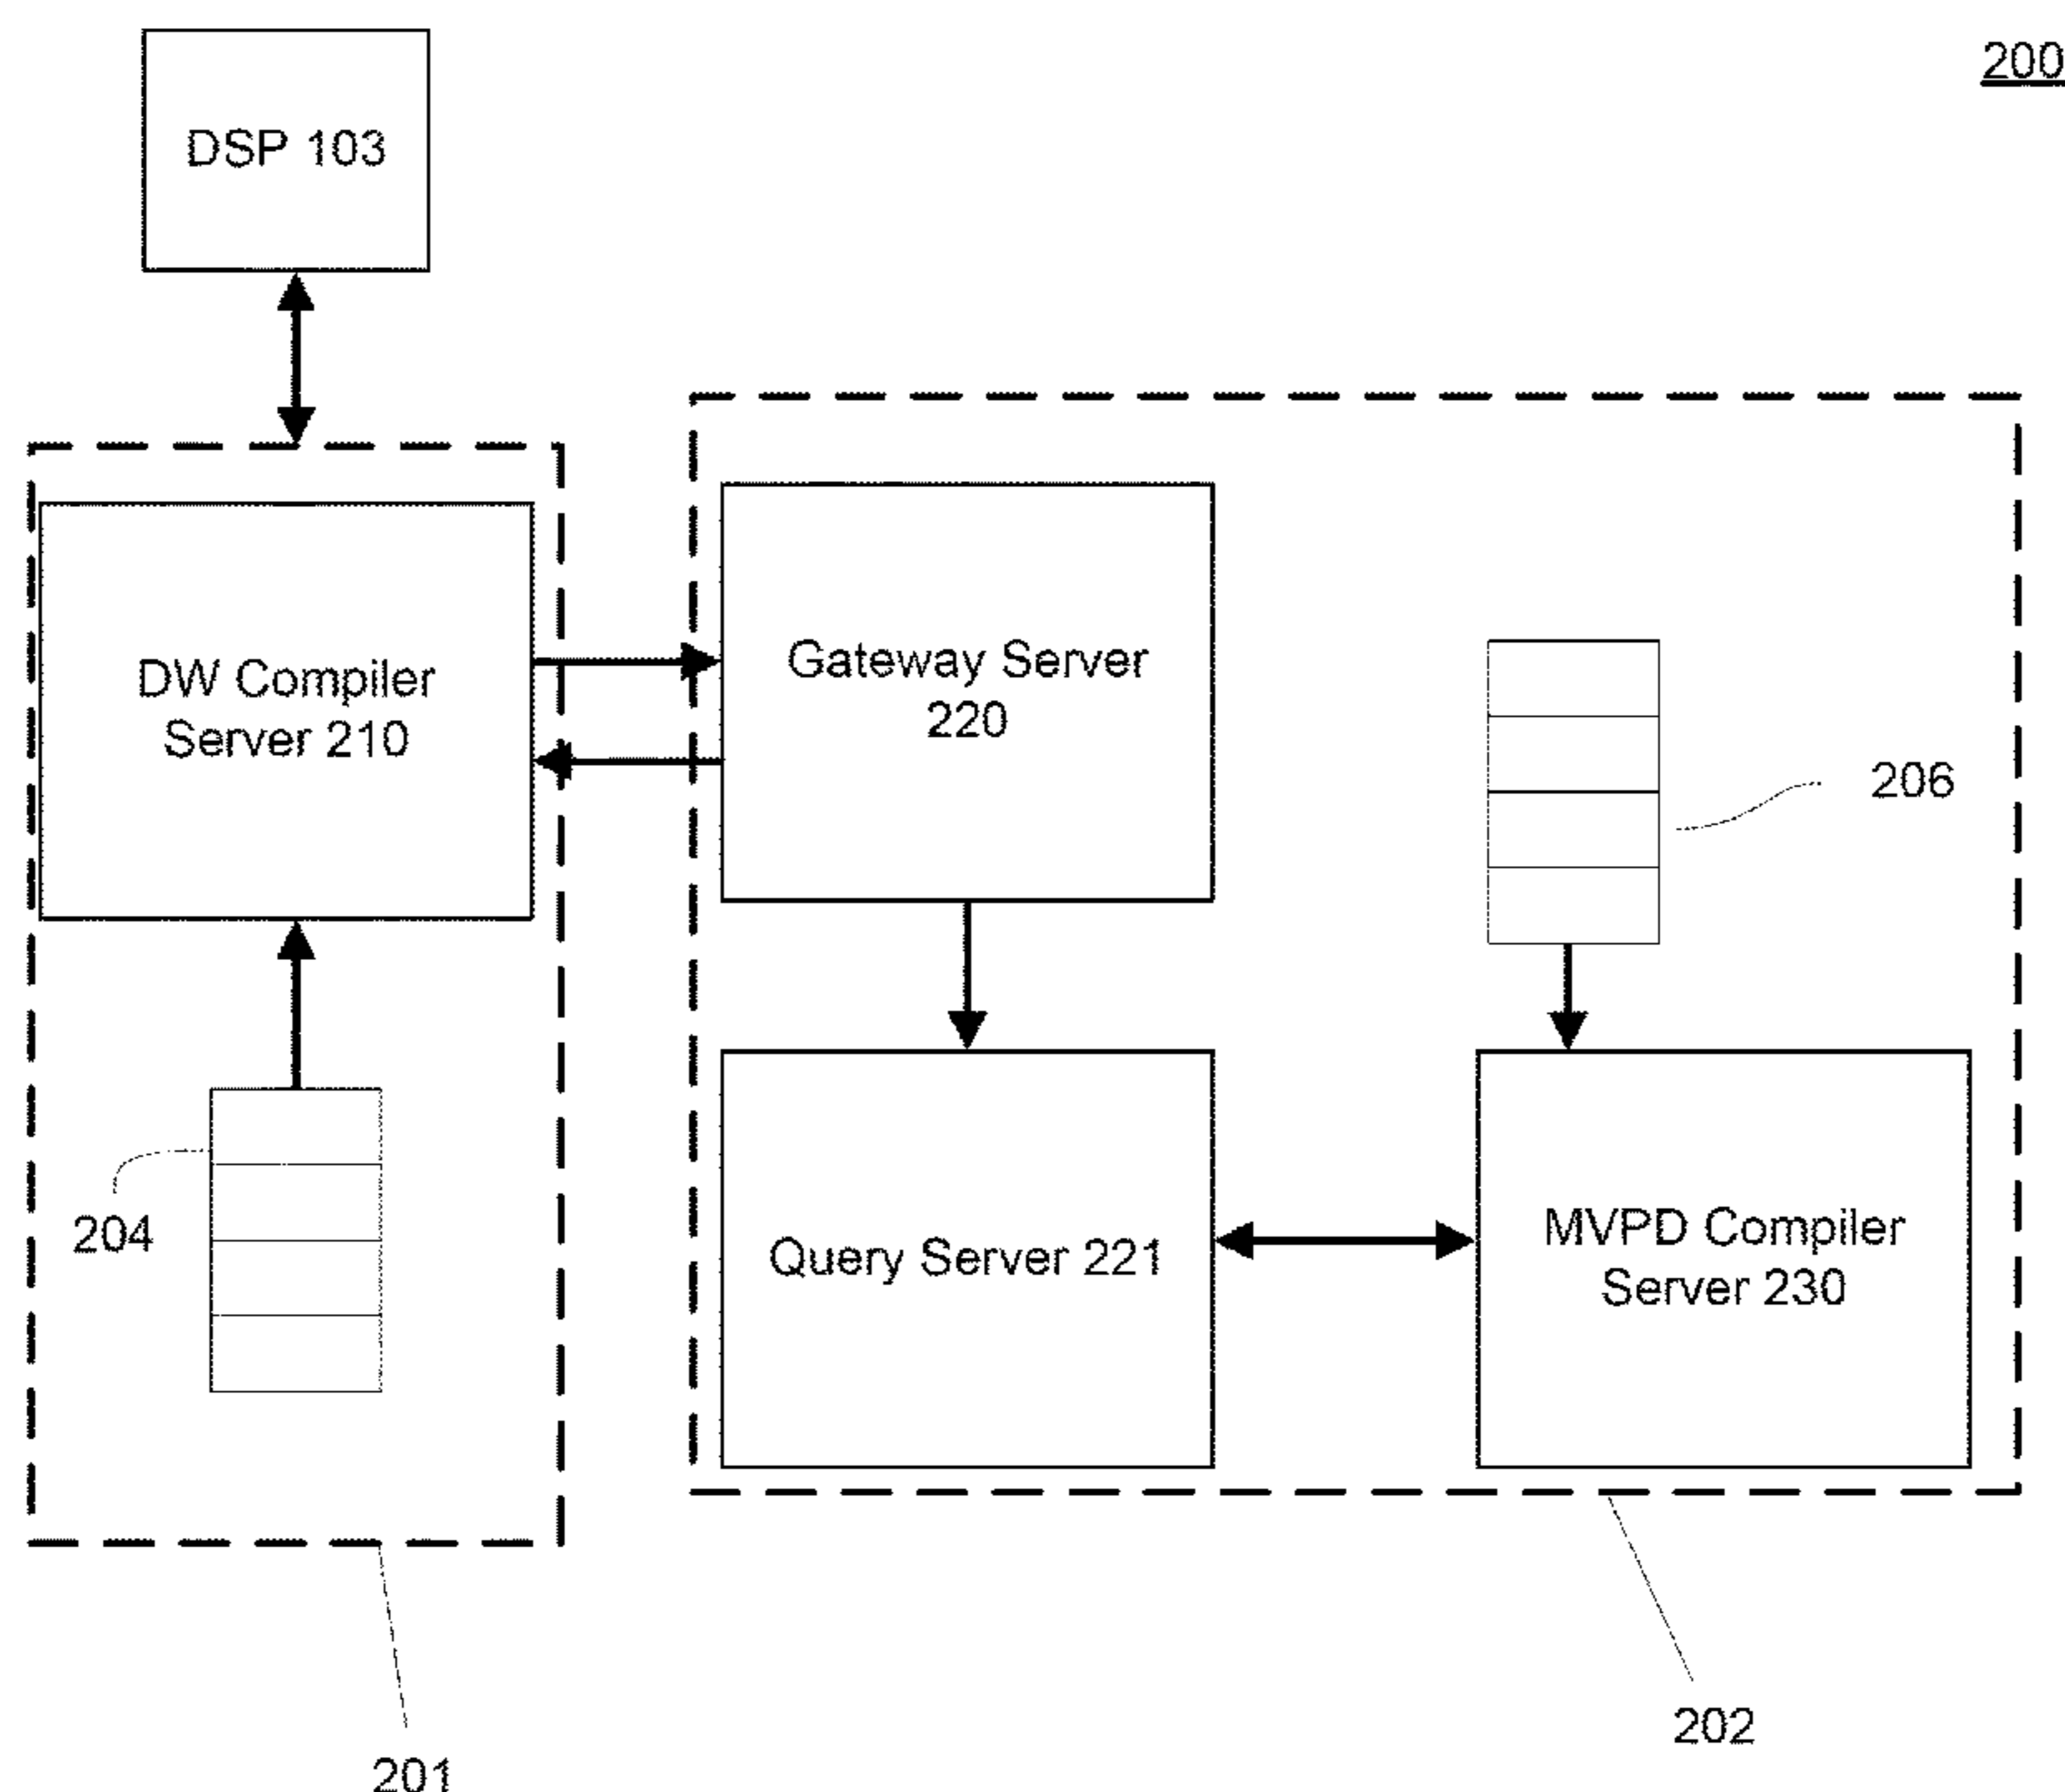 200
DSP 103
DW Compiler
Server 210
Gateway Server
220
206
204
Query Server 221
MVPD Compiler
Server 230
202
201